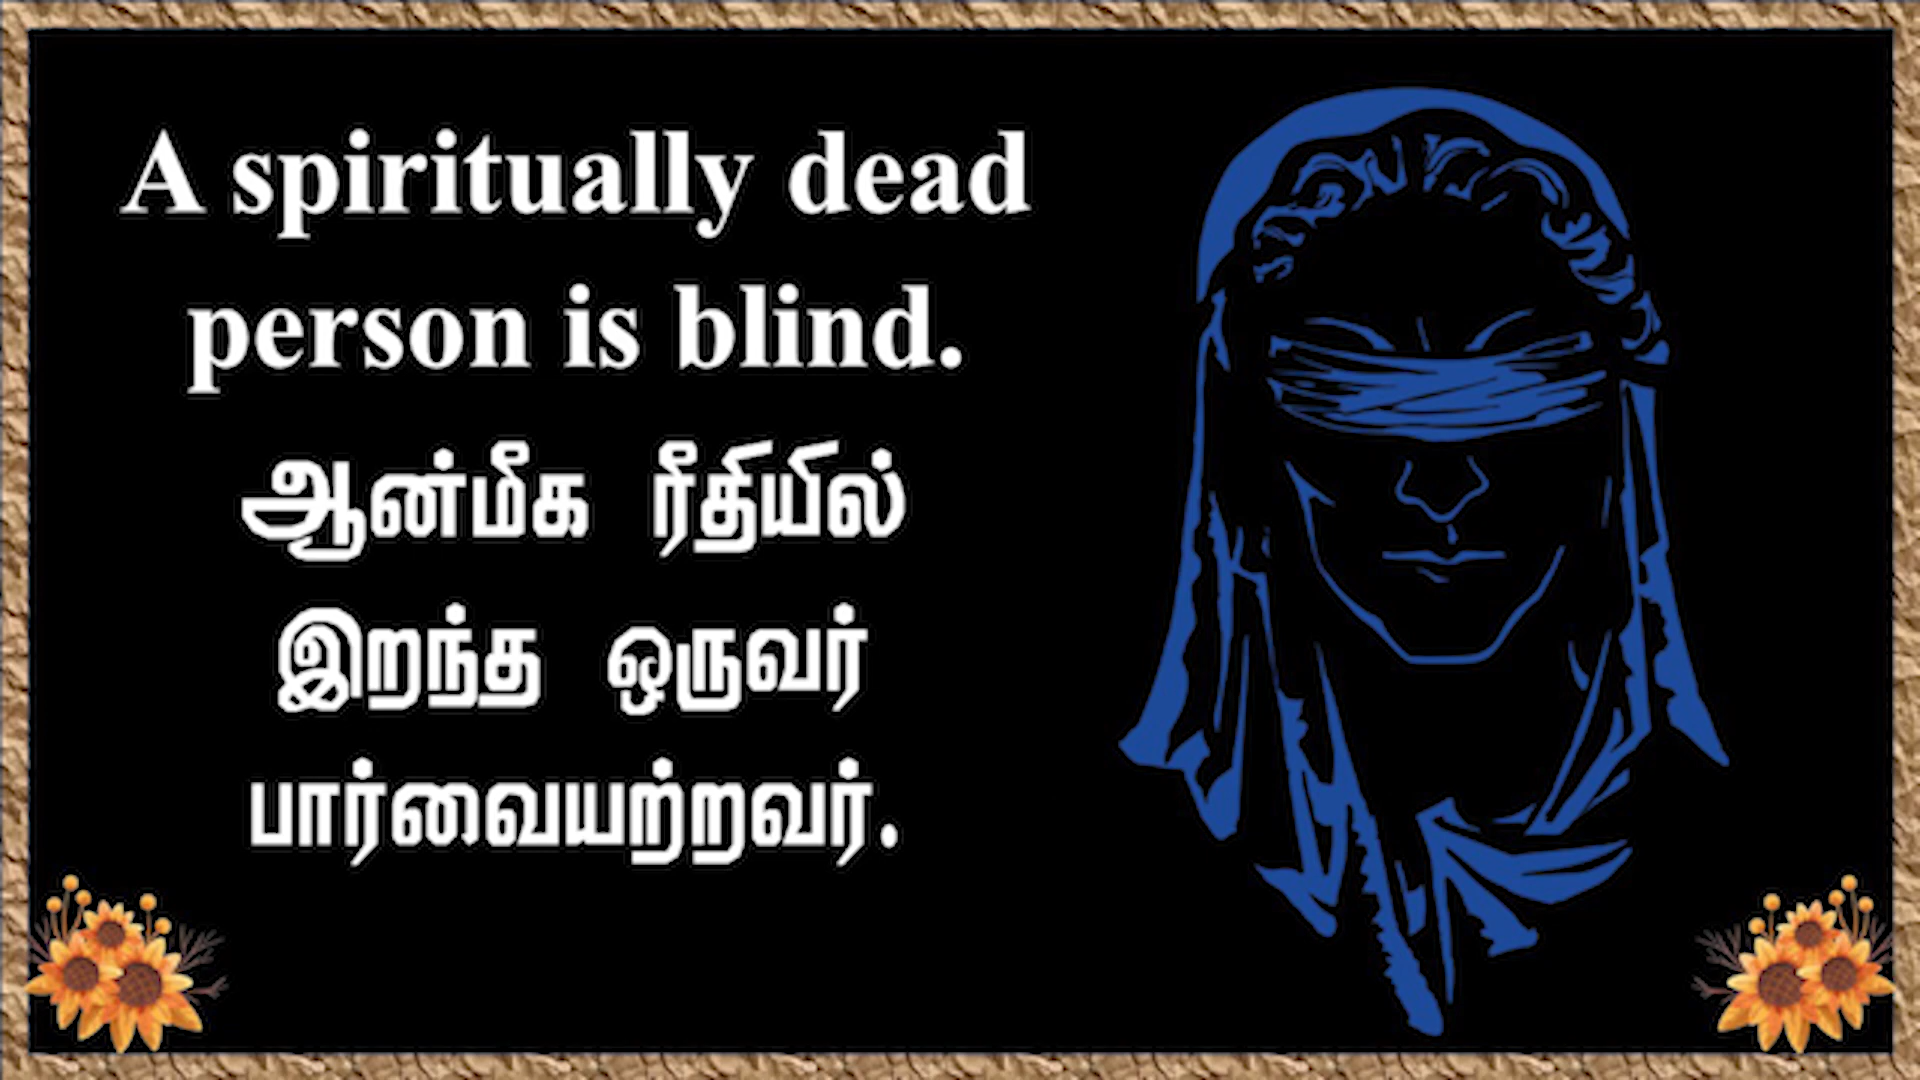 A spiritually dead
person is blind.
ஆன்மீக ரீதியில்
இறந்த ஒருவர்
பார்வையற்றவர்.